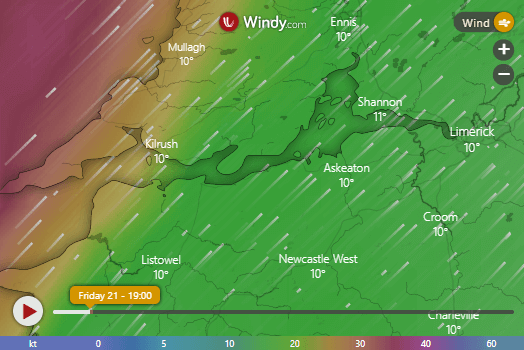 Windy.com
Ennis
10°
Wind
Mullagh
10°
+
−
Shannon
11°
Limerick
10°
Kilrush
10°
Askeaton
10°
Croom
10°
Listowel
10°
Newcastle West
10°
Friday 21 - 19:00
Charleville
10°
kt 0 5 10 20 30 40 60